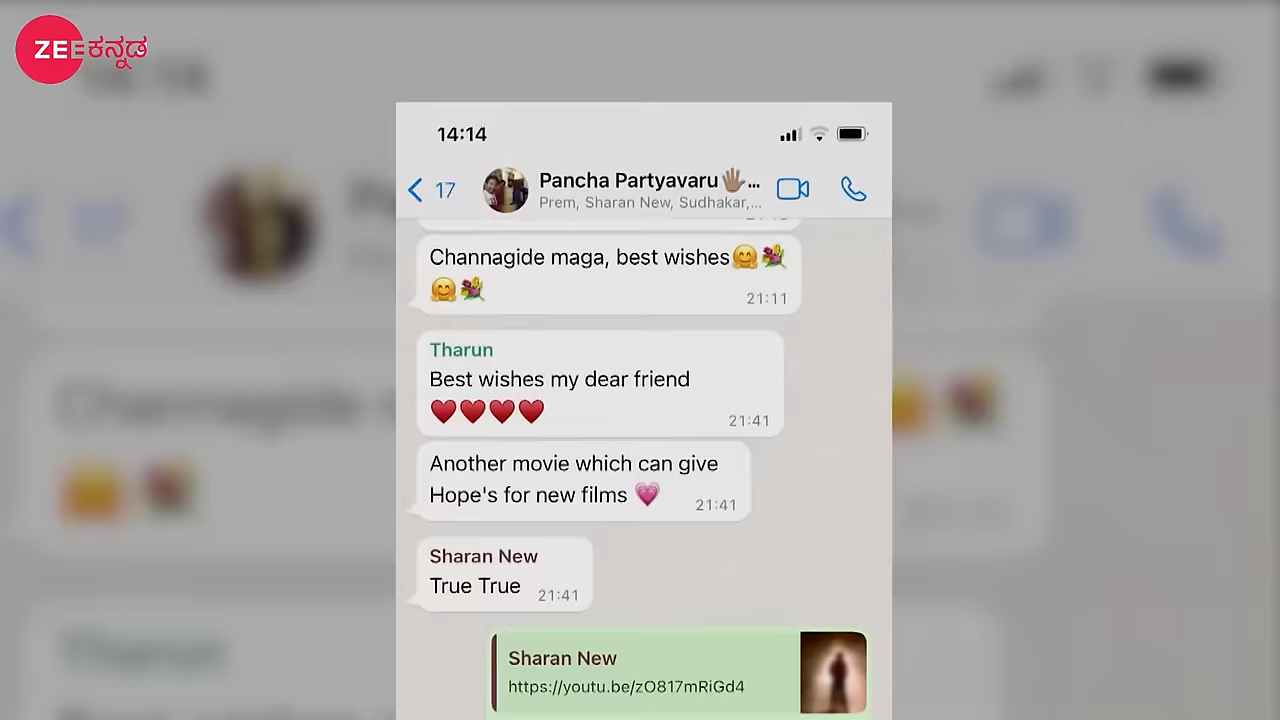 ZEE ಕನ್ನಡ
14:14
17
Pancha Partyavaru🖐🏽...
Prem, Sharan New, Sudhakar,...
Channagide maga, best wishes🤗💐
🤗💐
21:11
Tharun
Best wishes my dear friend
♥️♥️♥️♥️
21:41
Another movie which can give
Hope's for new films 💗
21:41
Sharan New
True True
21:41
Sharan New
https://youtu.be/zO817mRiGd4